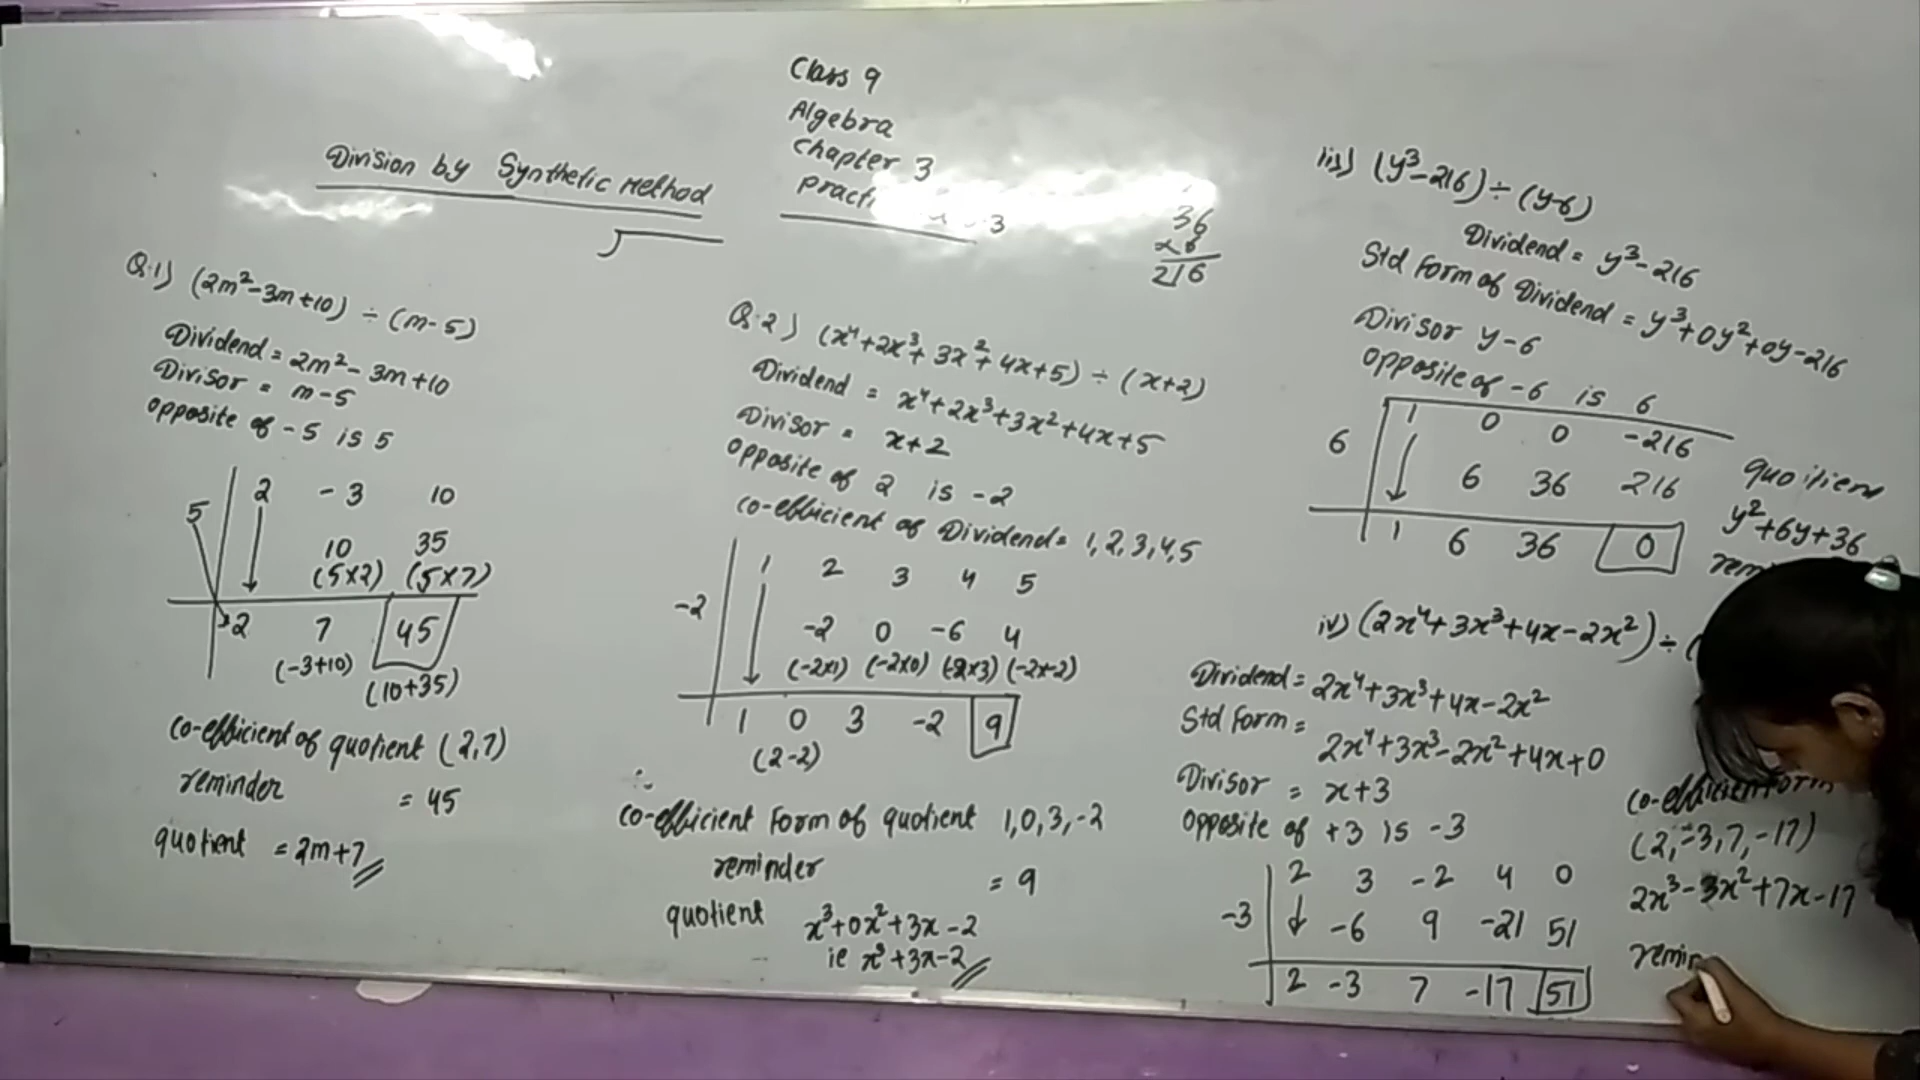 Class 9
Algebra
Chapter 3
3
Division by Synthetic Method
36
216
Q.1) (2m²-3m+10) ÷ (m-5)
Dividend = 2m²-3m+10
Divisor = m-5
opposite of -5 is 5
5 2 -3 10
10 35
(5×2) (5×7)
2 7 45
(-3+10)
(10+35)
co-efficient of quotient (2,7)
reminder = 45
quotient = 2m+7
Q.2) (x⁴+2x³+3x²+4x+5) ÷ (x+2)
Dividend = x⁴+2x³+3x²+4x+5
Divisor = x+2
opposite of 2 is -2
co-efficient of Dividend = 1,2,3,4,5
1 2 3 4 5
-2
-2 0 -6 4
(-2×1) (-2×0) (-2×3) (-2×-2)
1 0 3 -2 9
(2-2)
∴
co-efficient Form of quotient 1,0,3,-2
reminder = 9
quotient x³+0x²+3x-2
ie x³+3x-2
iii) (y³-216) ÷ (y-6)
Dividend = y³-216
Std Form of Dividend = y³+0y²+0y-216
Divisor y-6
opposite of -6 is 6
6 1 0 0 -216
6 36 216
1 6 36 0
quotient
y²+6y+36
rem
iv) (2x⁴+3x³+4x-2x²) ÷ (
Dividend = 2x⁴+3x³+4x-2x²
Std Form = 2x⁴+3x³-2x²+4x+0
Divisor = x+3
opposite of +3 is -3
2 3 -2 4 0
-3 -6 9 -21 51
2 -3 7 -17 51
co-efficient Form
(2,-3,7,-17)
2x³-3x²+7x-17
remin